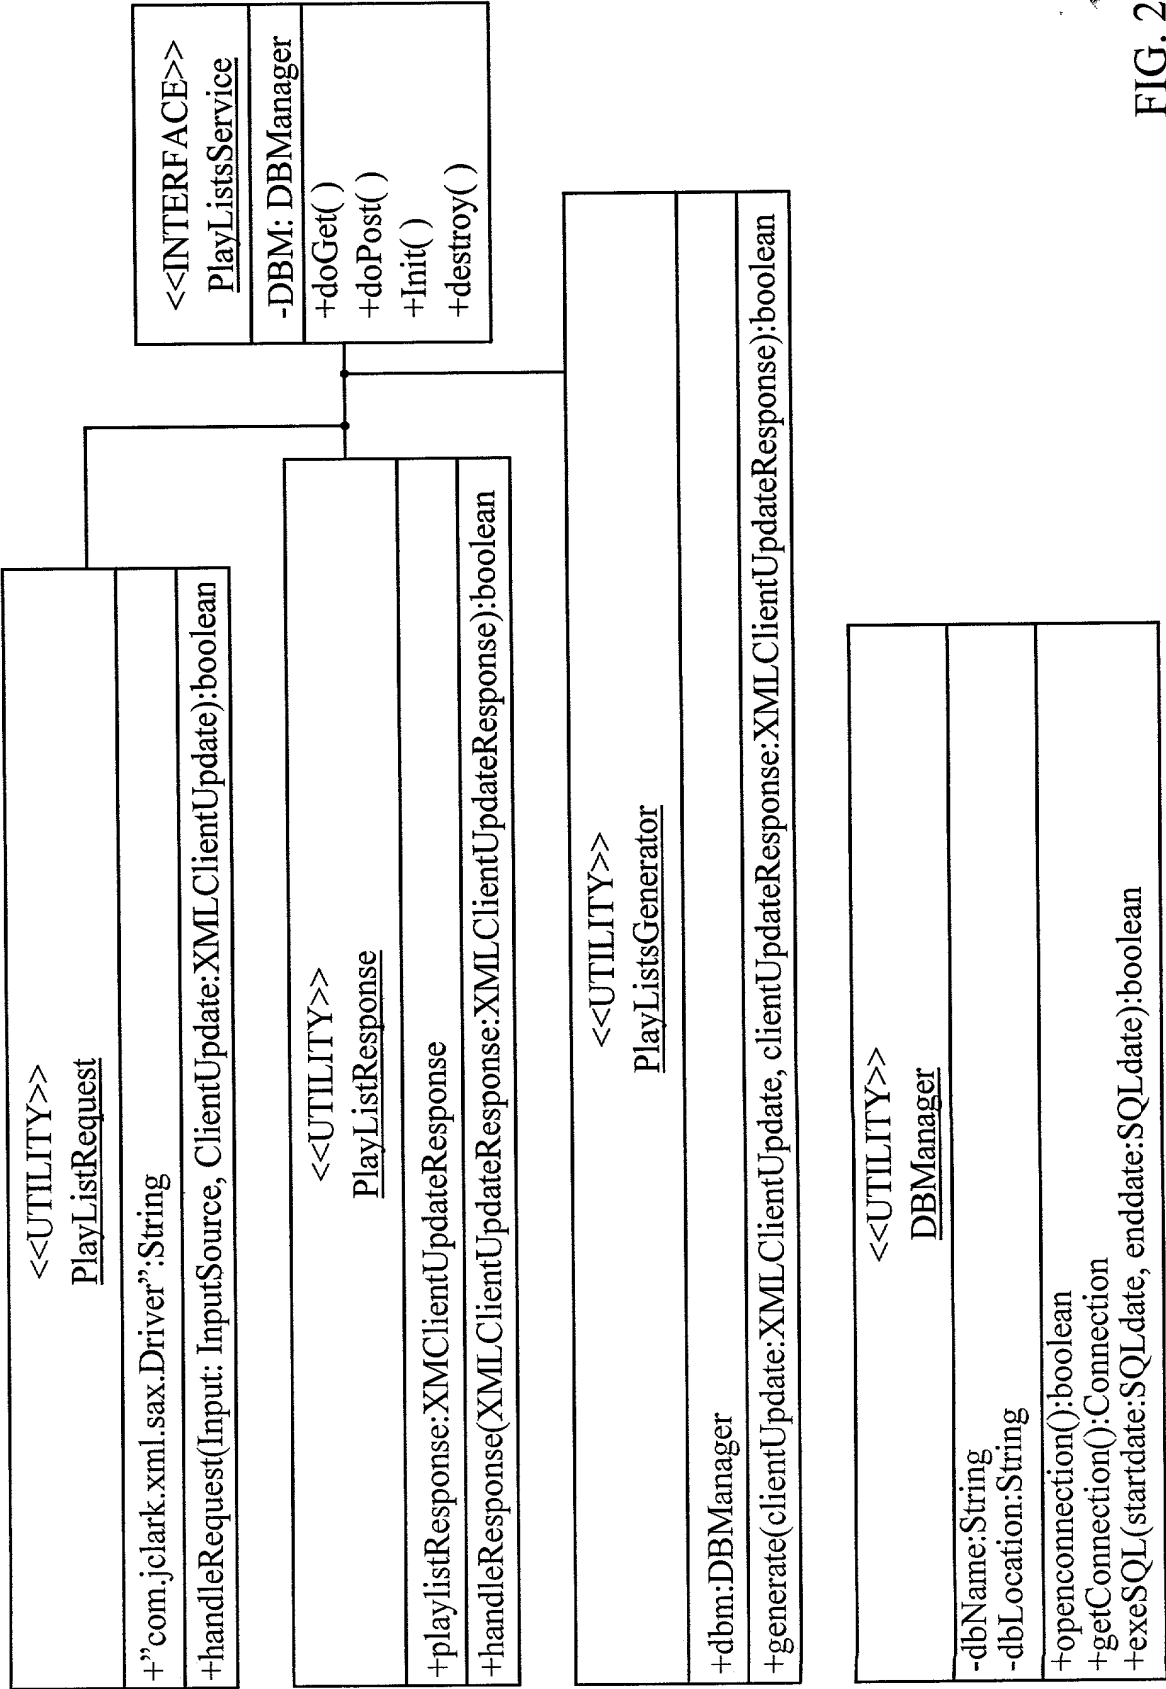 <<UTILITY>>
PlayListRequest
+"com.jclark.xml.sax.Driver":String
+handleRequest(Input: InputSource, ClientUpdate:XMLClientUpdate):boolean
<<INTERFACE>>
PlayListsService
-DBM: DBManager
+doGet( )
+doPost( )
+Init( )
+destroy( )
<<UTILITY>>
PlayListResponse
+playlistResponse:XMClientUpdateResponse
+handleResponse(XMLClientUpdateResponse:XMLClientUpdateResponse):boolean
<<UTILITY>>
PlayListsGenerator
+dbm:DBManager
+generate(clientUpdate:XMLClientUpdate, clientUpdateResponse:XMLClientUpdateResponse):boolean
<<UTILITY>>
DBManager
-dbName:String
-dbLocation:String
+openconnection():boolean
+getConnection():Connection
+exeSQL(startdate:SQLdate, enddate:SQLdate):boolean
FIG. 2